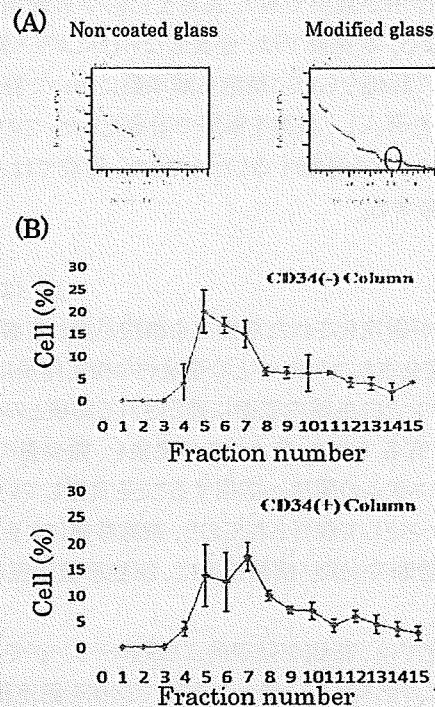 (A)
Non-coated glass Modified glass
(B)
30
25
20
15
10
5
0
Cell (%)
CD34(-) Column
0 1 2 3 4 5 6 7 8 9 10 11 12 13 14 15
Fraction number
30
25
20
15
10
5
0
Cell (%)
CD34(+) Column
0 1 2 3 4 5 6 7 8 9 10 11 12 13 14 15
Fraction number